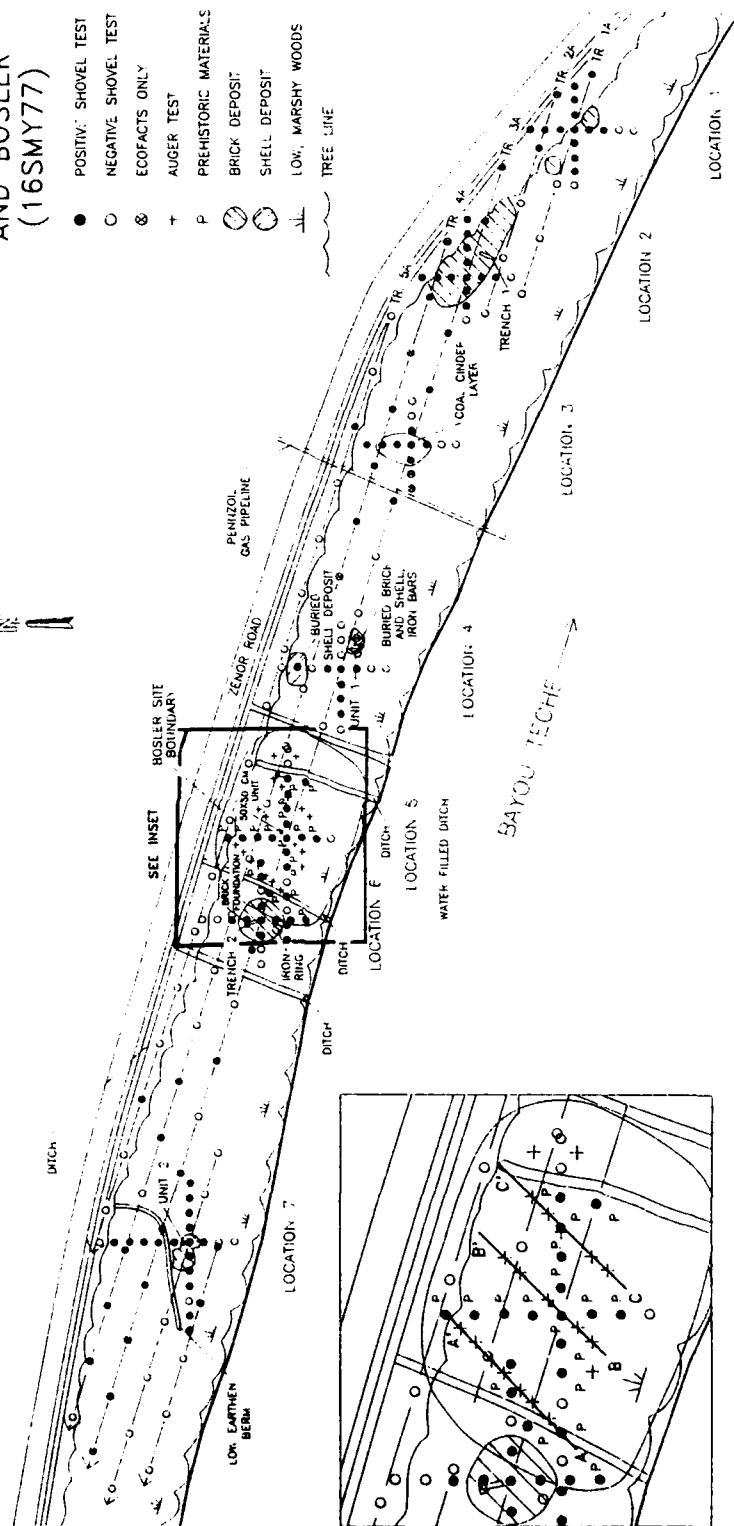 AND BOSLER
(16SMY77)
POSITIVE SHOVEL TEST
NEGATIVE SHOVEL TEST
ECOFACTS ONLY
AUGER TEST
P PREHISTORIC MATERIALS
BRICK DEPOSIT
SHELL DEPOSIT
LOW, MARSHY WOODS
TREE LINE
N
DITCH
SEE INSET
BOSLER SITE
BOUNDARY
ZENOR ROAD
PENNZOIL
GAS PIPELINE
TR. 5A
TR. 4A
TR. 3A
TR. 2A
TR. 1A
UNIT 2
LOW EARTHEN
BERM
LOCATION 7
DITCH
TRENCH 2
BRICK
FOUNDATION
50X50 CM
UNIT
IRON
RING
DITCH
LOCATION 6
DITCH
LOCATION 5
WATER FILLED DITCH
BURIED
SHELL DEPOSIT
UNIT 1
BURIED BRICK
AND SHELL,
IRON BARS
LOCATION 4
COAL CINDER
LAYER
TRENCH 1
LOCATION 3
LOCATION 2
LOCATION 1
BAYOU TECHE
A'
B'
C'
A
B
C